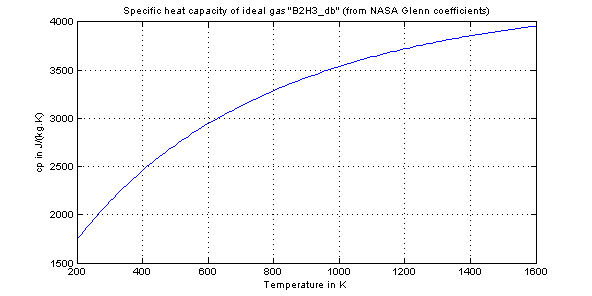 Specific heat capacity of ideal gas "B2H3_db" (from NASA Glenn coefficients)
4000
3500
3000
2500
2000
1500
cp in J/(kg.K)
200 400 600 800 1000 1200 1400 1600
Temperature in K